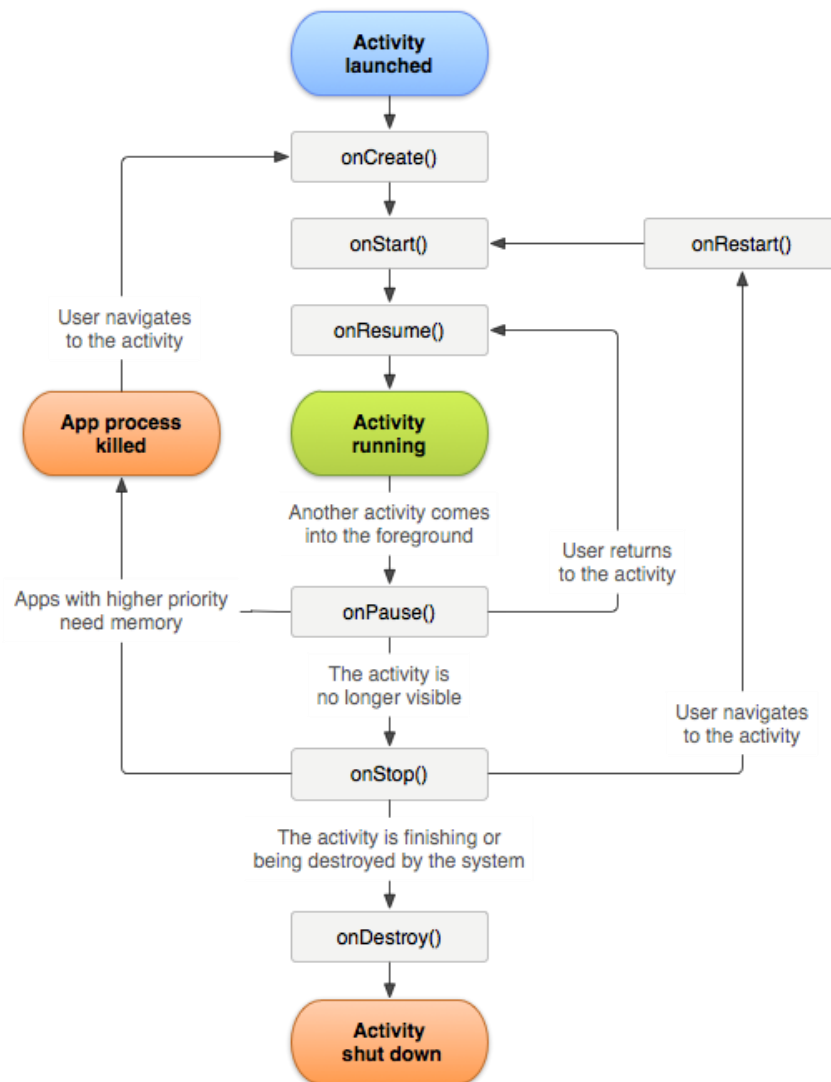 Activity
launched
onCreate()
onStart()
onRestart()
onResume()
User navigates
to the activity
App process
killed
Activity
running
Another activity comes
into the foreground
User returns
to the activity
Apps with higher priority
need memory
onPause()
The activity is
no longer visible
User navigates
to the activity
onStop()
The activity is finishing or
being destroyed by the system
onDestroy()
Activity
shut down